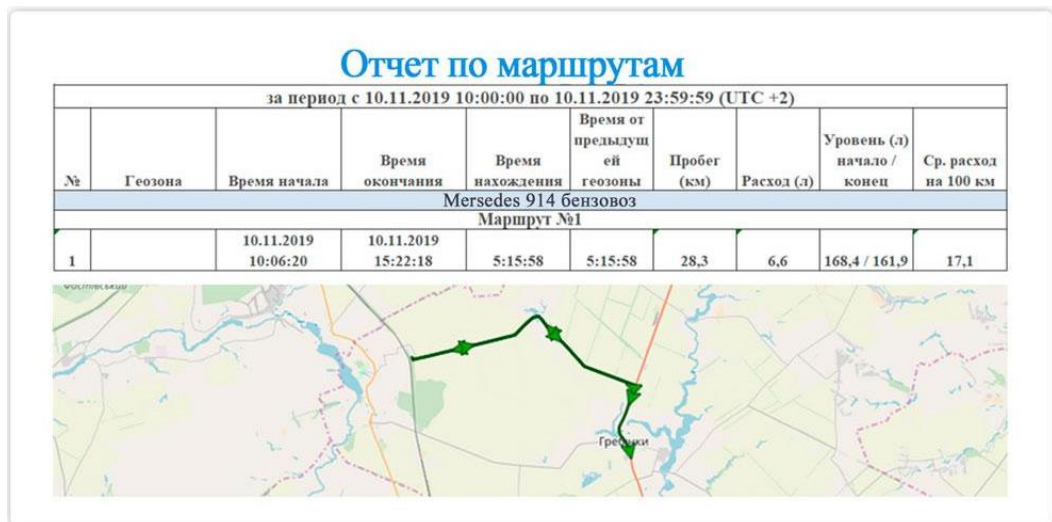 Отчет по маршрутам
за период с 10.11.2019 10:00:00 по 10.11.2019 23:59:59 (UTC +2)
№ Геозона Время начала Время окончания Время нахождения Время от предыдущей геозоны Пробег (км) Расход (л) Уровень (л) начало / конец Ср. расход на 100 км
Mersedes 914 бензовоз
Маршрут №1
1 10.11.2019 10:06:20 10.11.2019 15:22:18 5:15:58 5:15:58 28,3 6,6 168,4 / 161,9 17,1
Гребінки